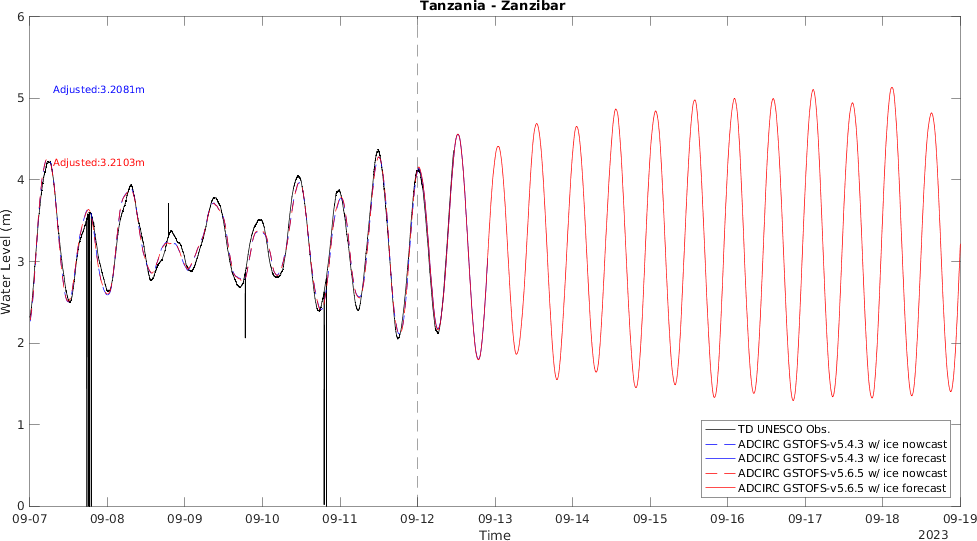 Tanzania - Zanzibar
6
5
4
3
2
1
0
Water Level (m)
Adjusted:3.2081m
Adjusted:3.2103m
TD UNESCO Obs.
ADCIRC GSTOFS-v5.4.3 w/ ice nowcast
ADCIRC GSTOFS-v5.4.3 w/ ice forecast
ADCIRC GSTOFS-v5.6.5 w/ ice nowcast
ADCIRC GSTOFS-v5.6.5 w/ ice forecast
09-07 09-08 09-09 09-10 09-11 09-12 09-13 09-14 09-15 09-16 09-17 09-18 09-19
Time
2023